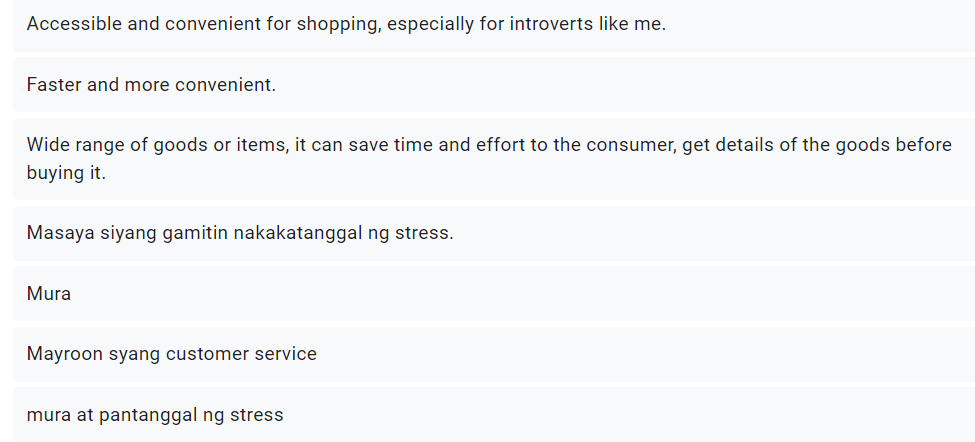 Accessible and convenient for shopping, especially for introverts like me.
Faster and more convenient.
Wide range of goods or items, it can save time and effort to the consumer, get details of the goods before
buying it.
Masaya siyang gamitin nakakatanggal ng stress.
Mura
Mayroon syang customer service
mura at pantanggal ng stress